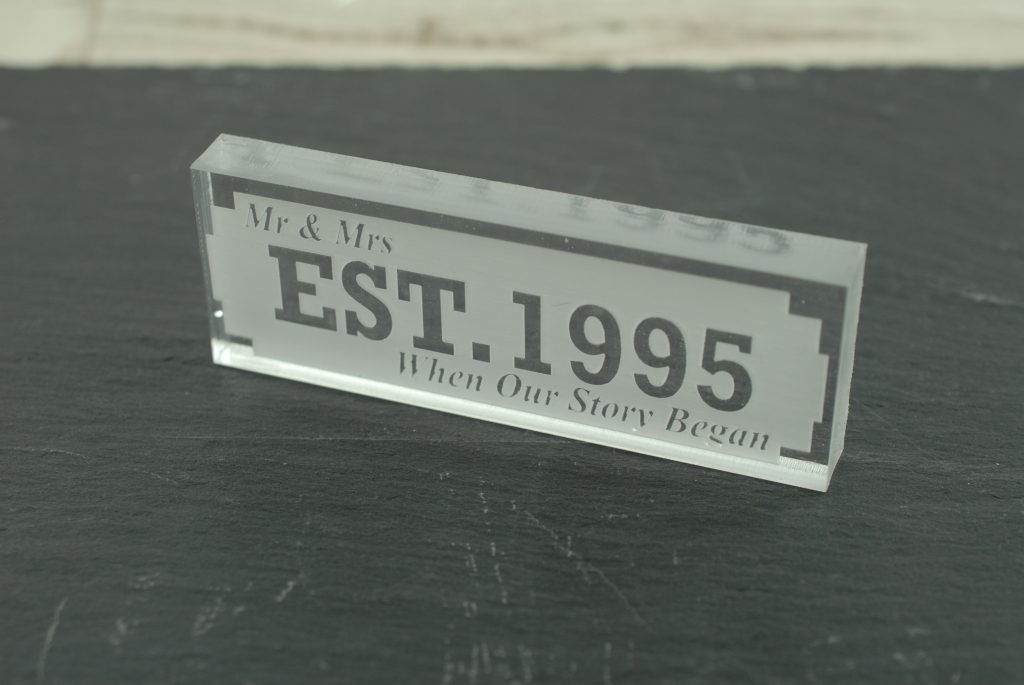 Mr & Mrs
EST.1995
When Our Story Began